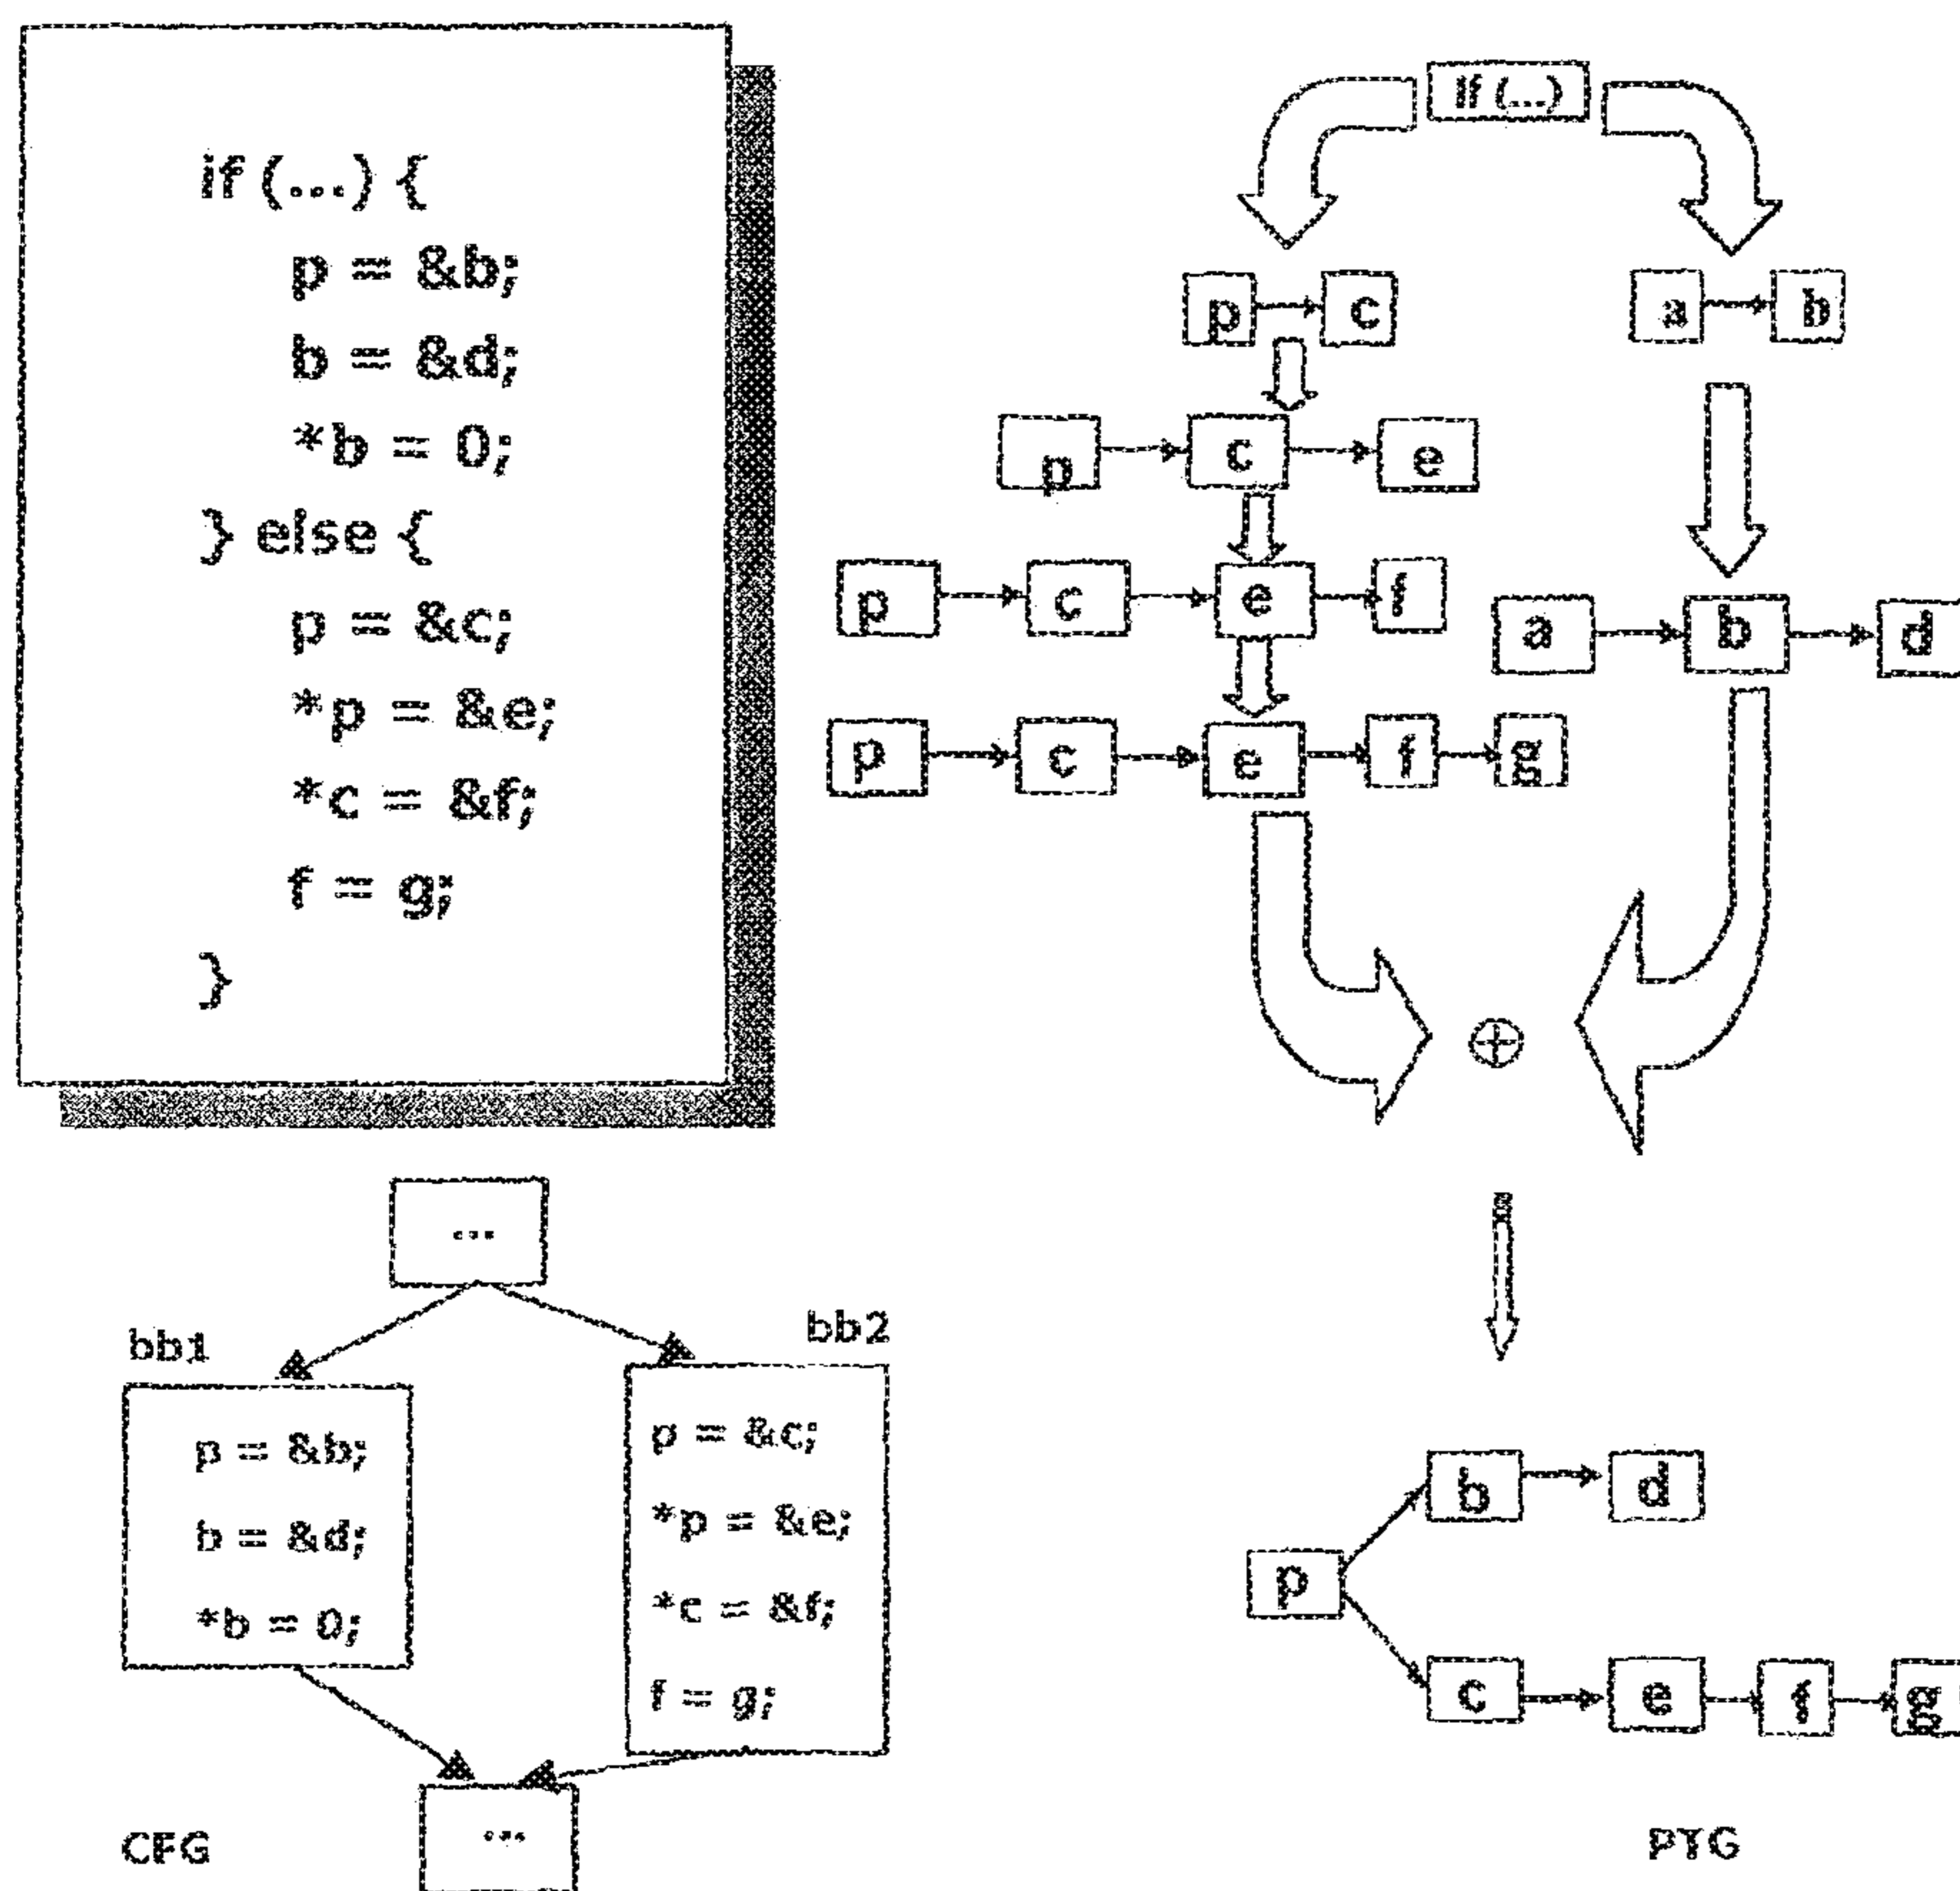 if (...) {
p = &b;
b = &d;
*b = 0;
} else {
p = &c;
*p = &e;
*c = &f;
f = g;
}
if (...)
p c
a b
p c e
p c e f
a b d
p c e f g
...
bb1
bb2
p = &b;
b = &d;
*b = 0;
p = &c;
*p = &e;
*c = &f;
f = g;
...
CFG
b d
p
c e f g
PTG